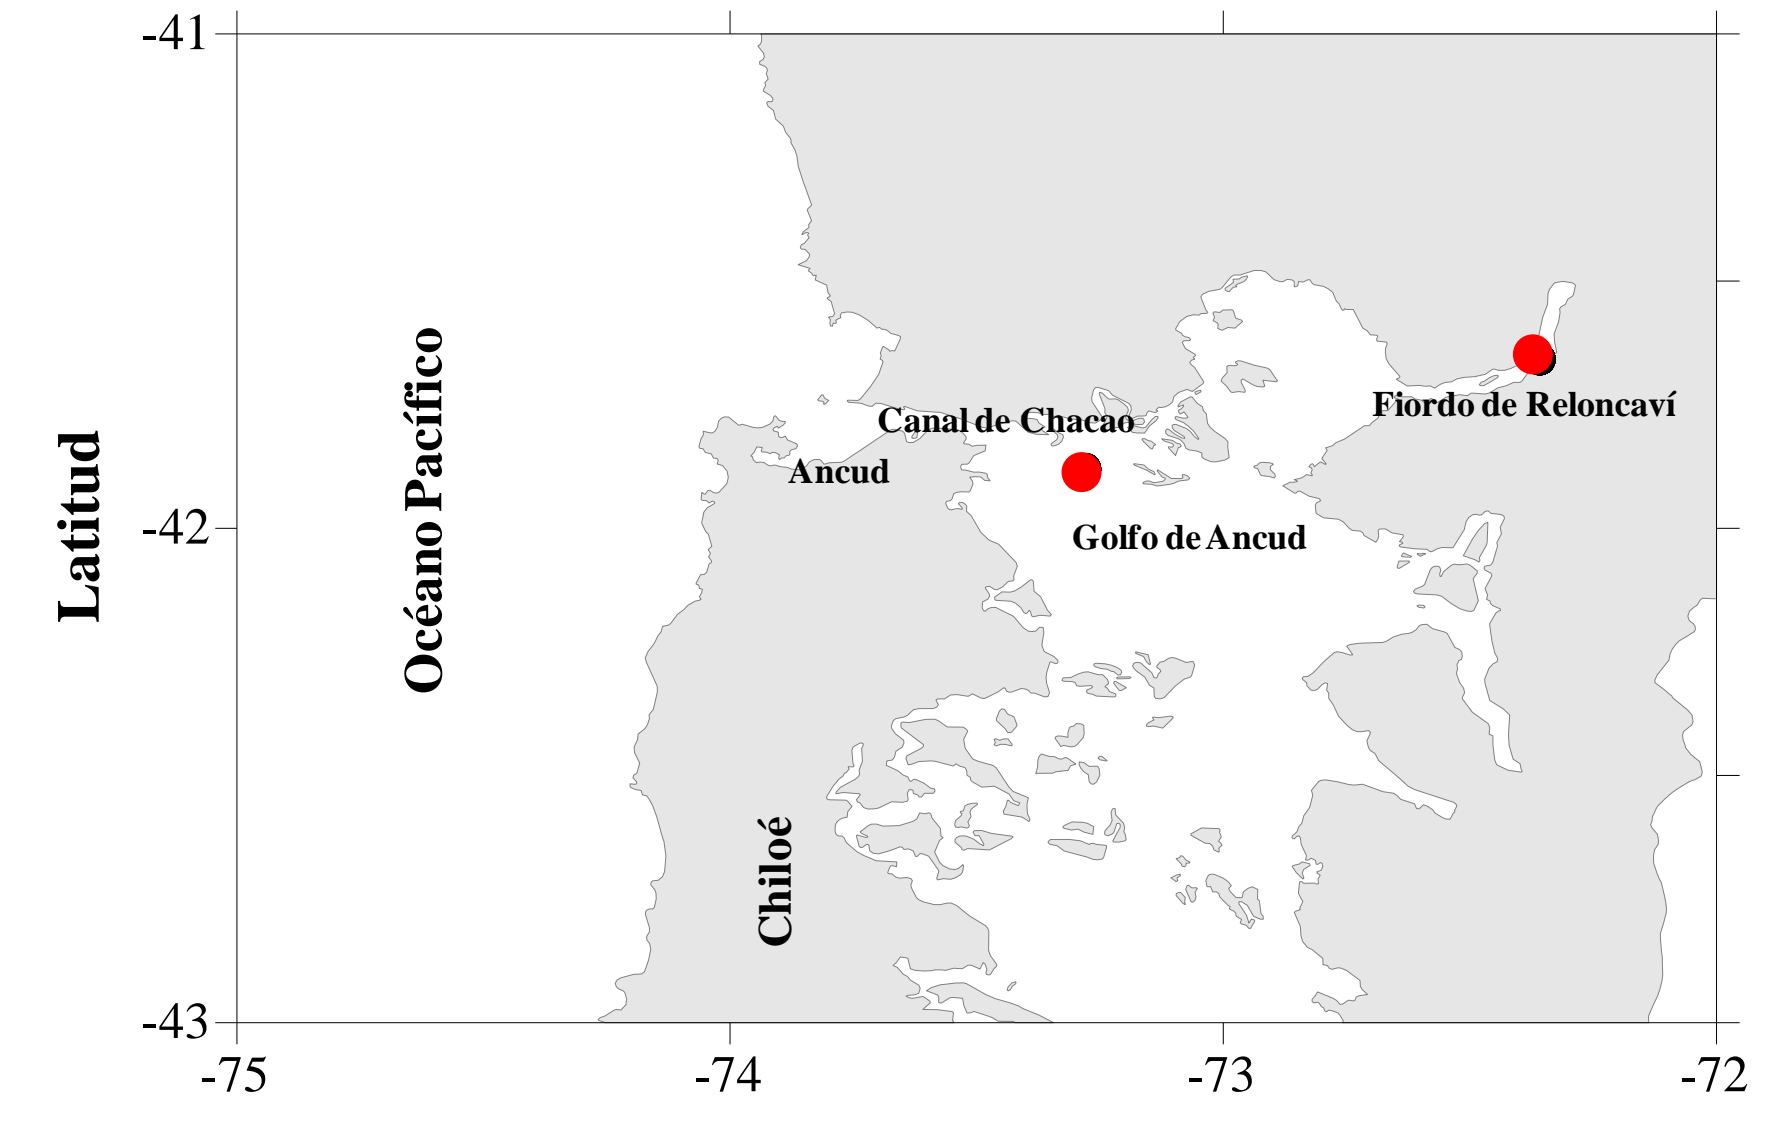 -41
Fiordo de Reloncaví
Canal de Chacao
Ancud
Océano Pacífico
Latitud
-42
Golfo de Ancud
Chiloé
-43
-75
-74
-73
-72